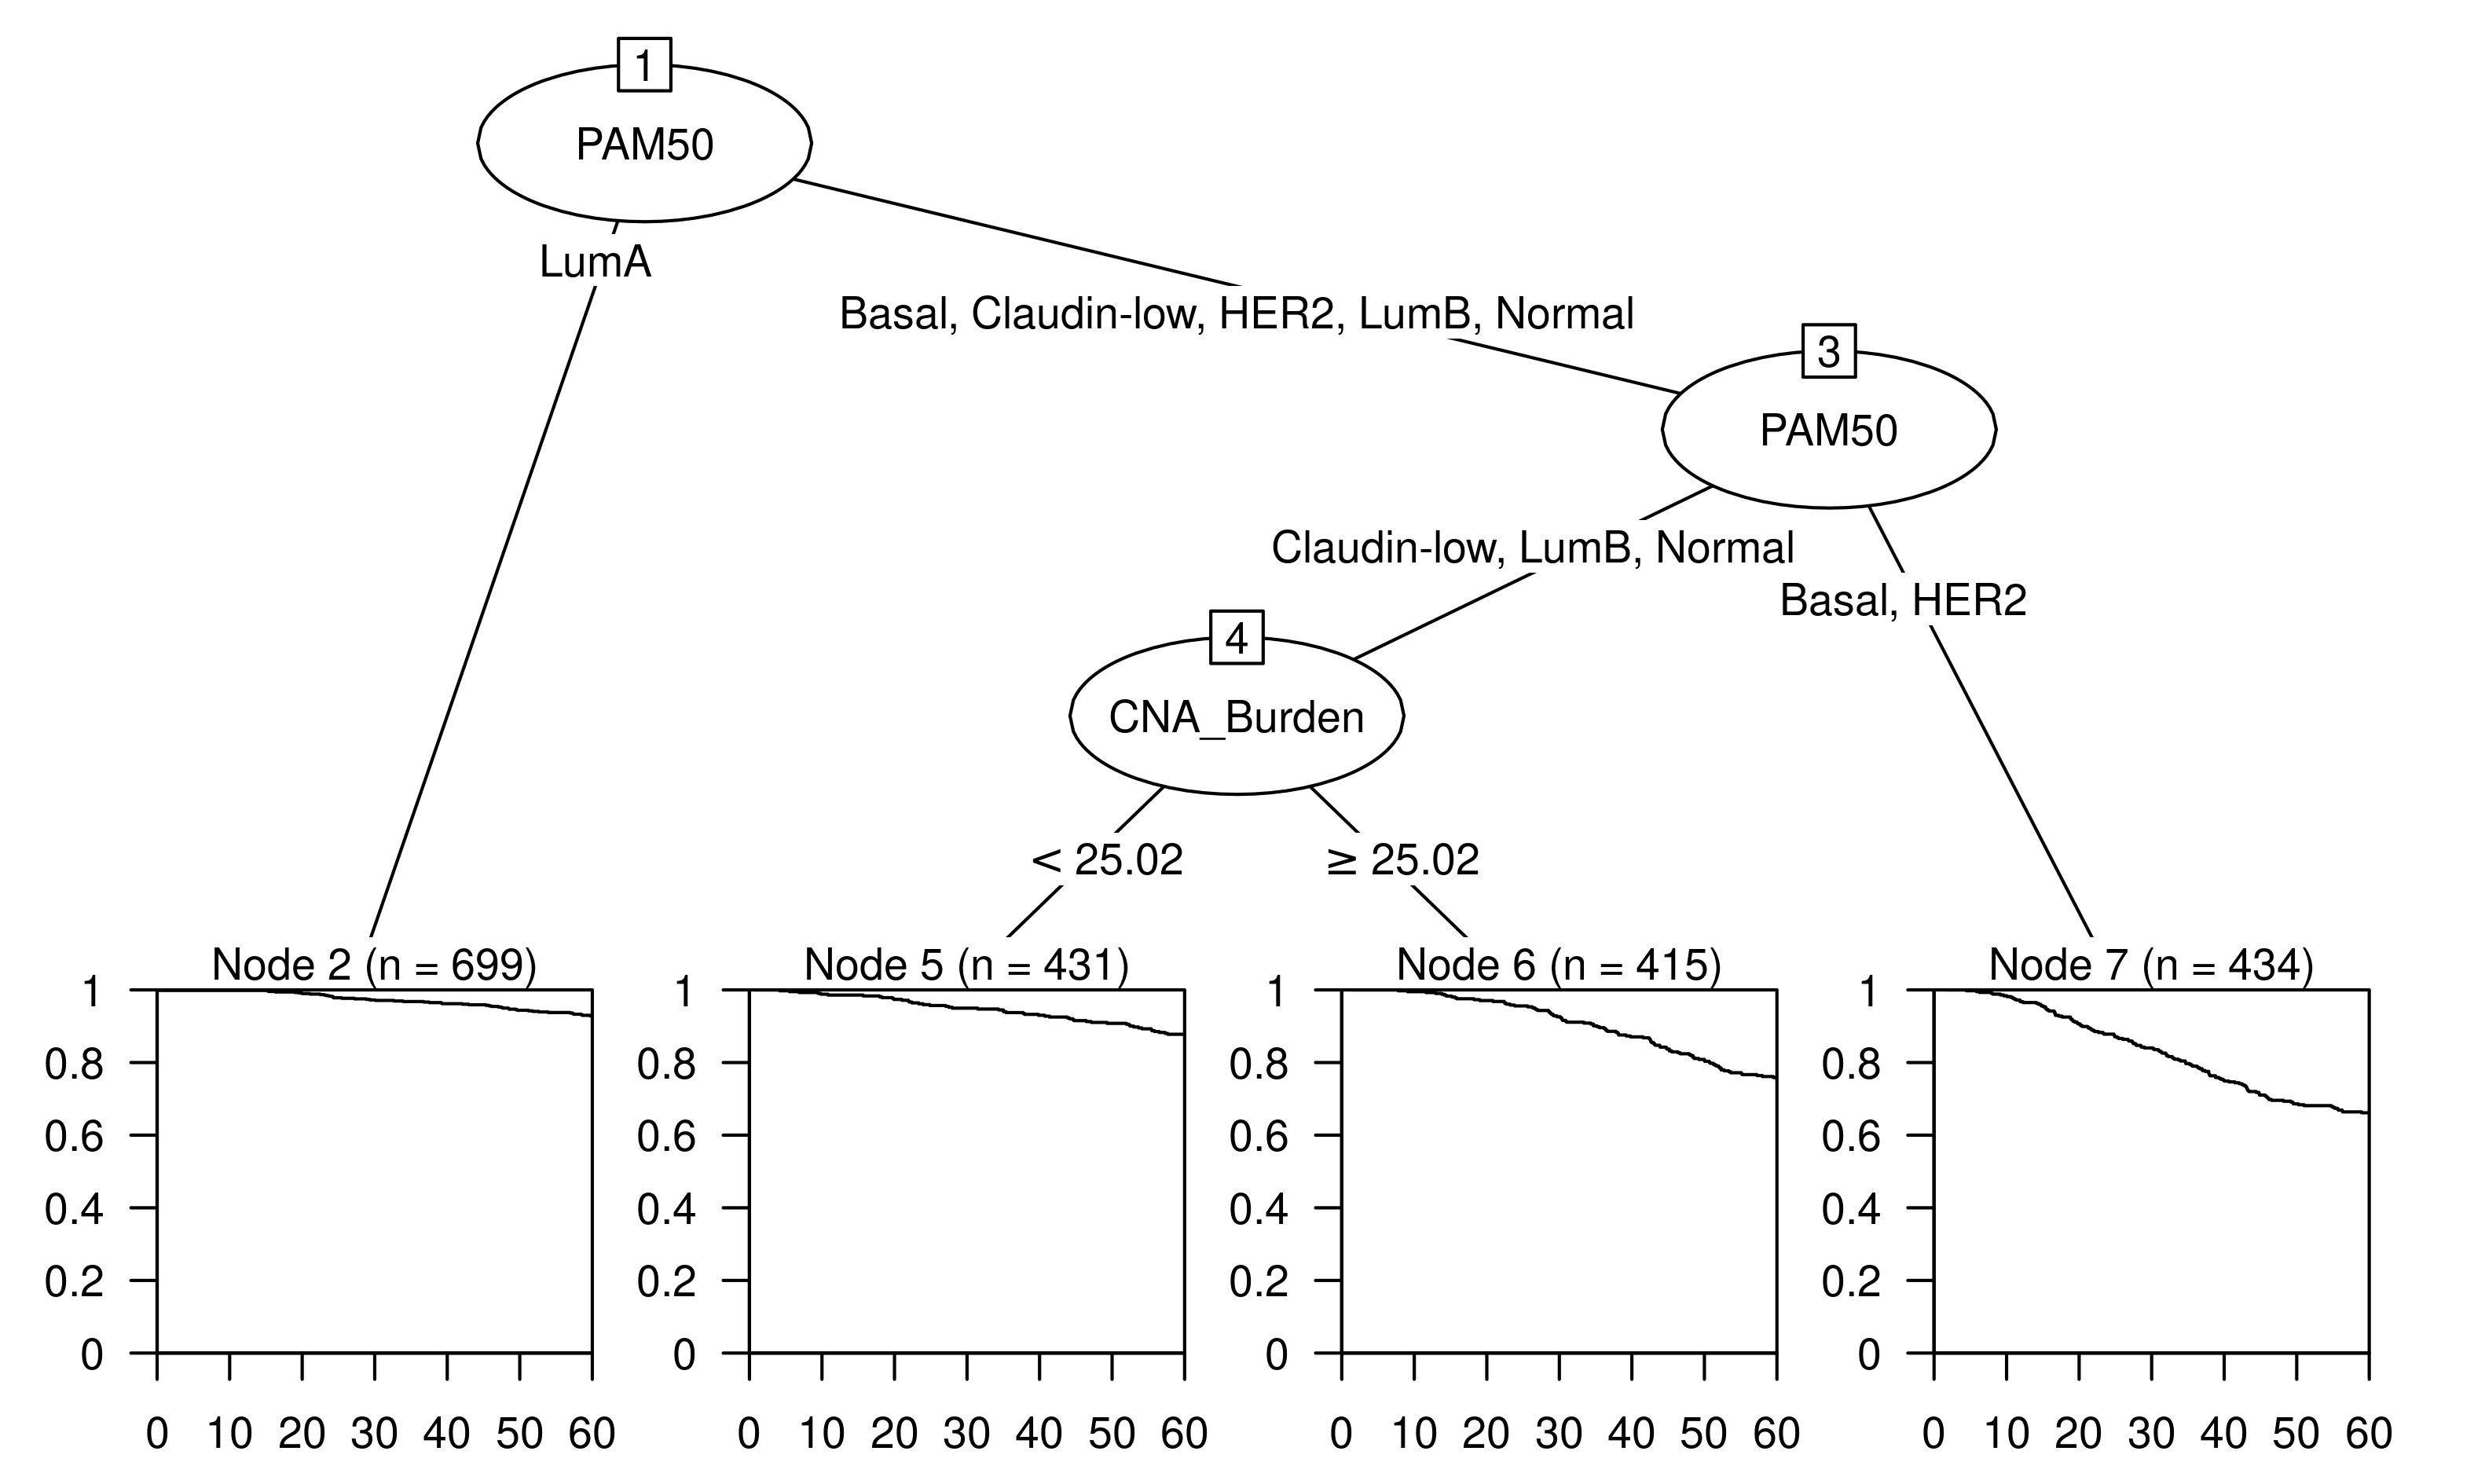 1
PAM50
LumA
Basal, Claudin-low, HER2, LumB, Normal
3
PAM50
Claudin-low, LumB, Normal
Basal, HER2
4
CNA_Burden
< 25.02
≥ 25.02
Node 2 (n = 699)
1
0.8
0.6
0.4
0.2
0
0 10 20 30 40 50 60
Node 5 (n = 431)
1
0.8
0.6
0.4
0.2
0
0 10 20 30 40 50 60
Node 6 (n = 415)
1
0.8
0.6
0.4
0.2
0
0 10 20 30 40 50 60
Node 7 (n = 434)
1
0.8
0.6
0.4
0.2
0
0 10 20 30 40 50 60